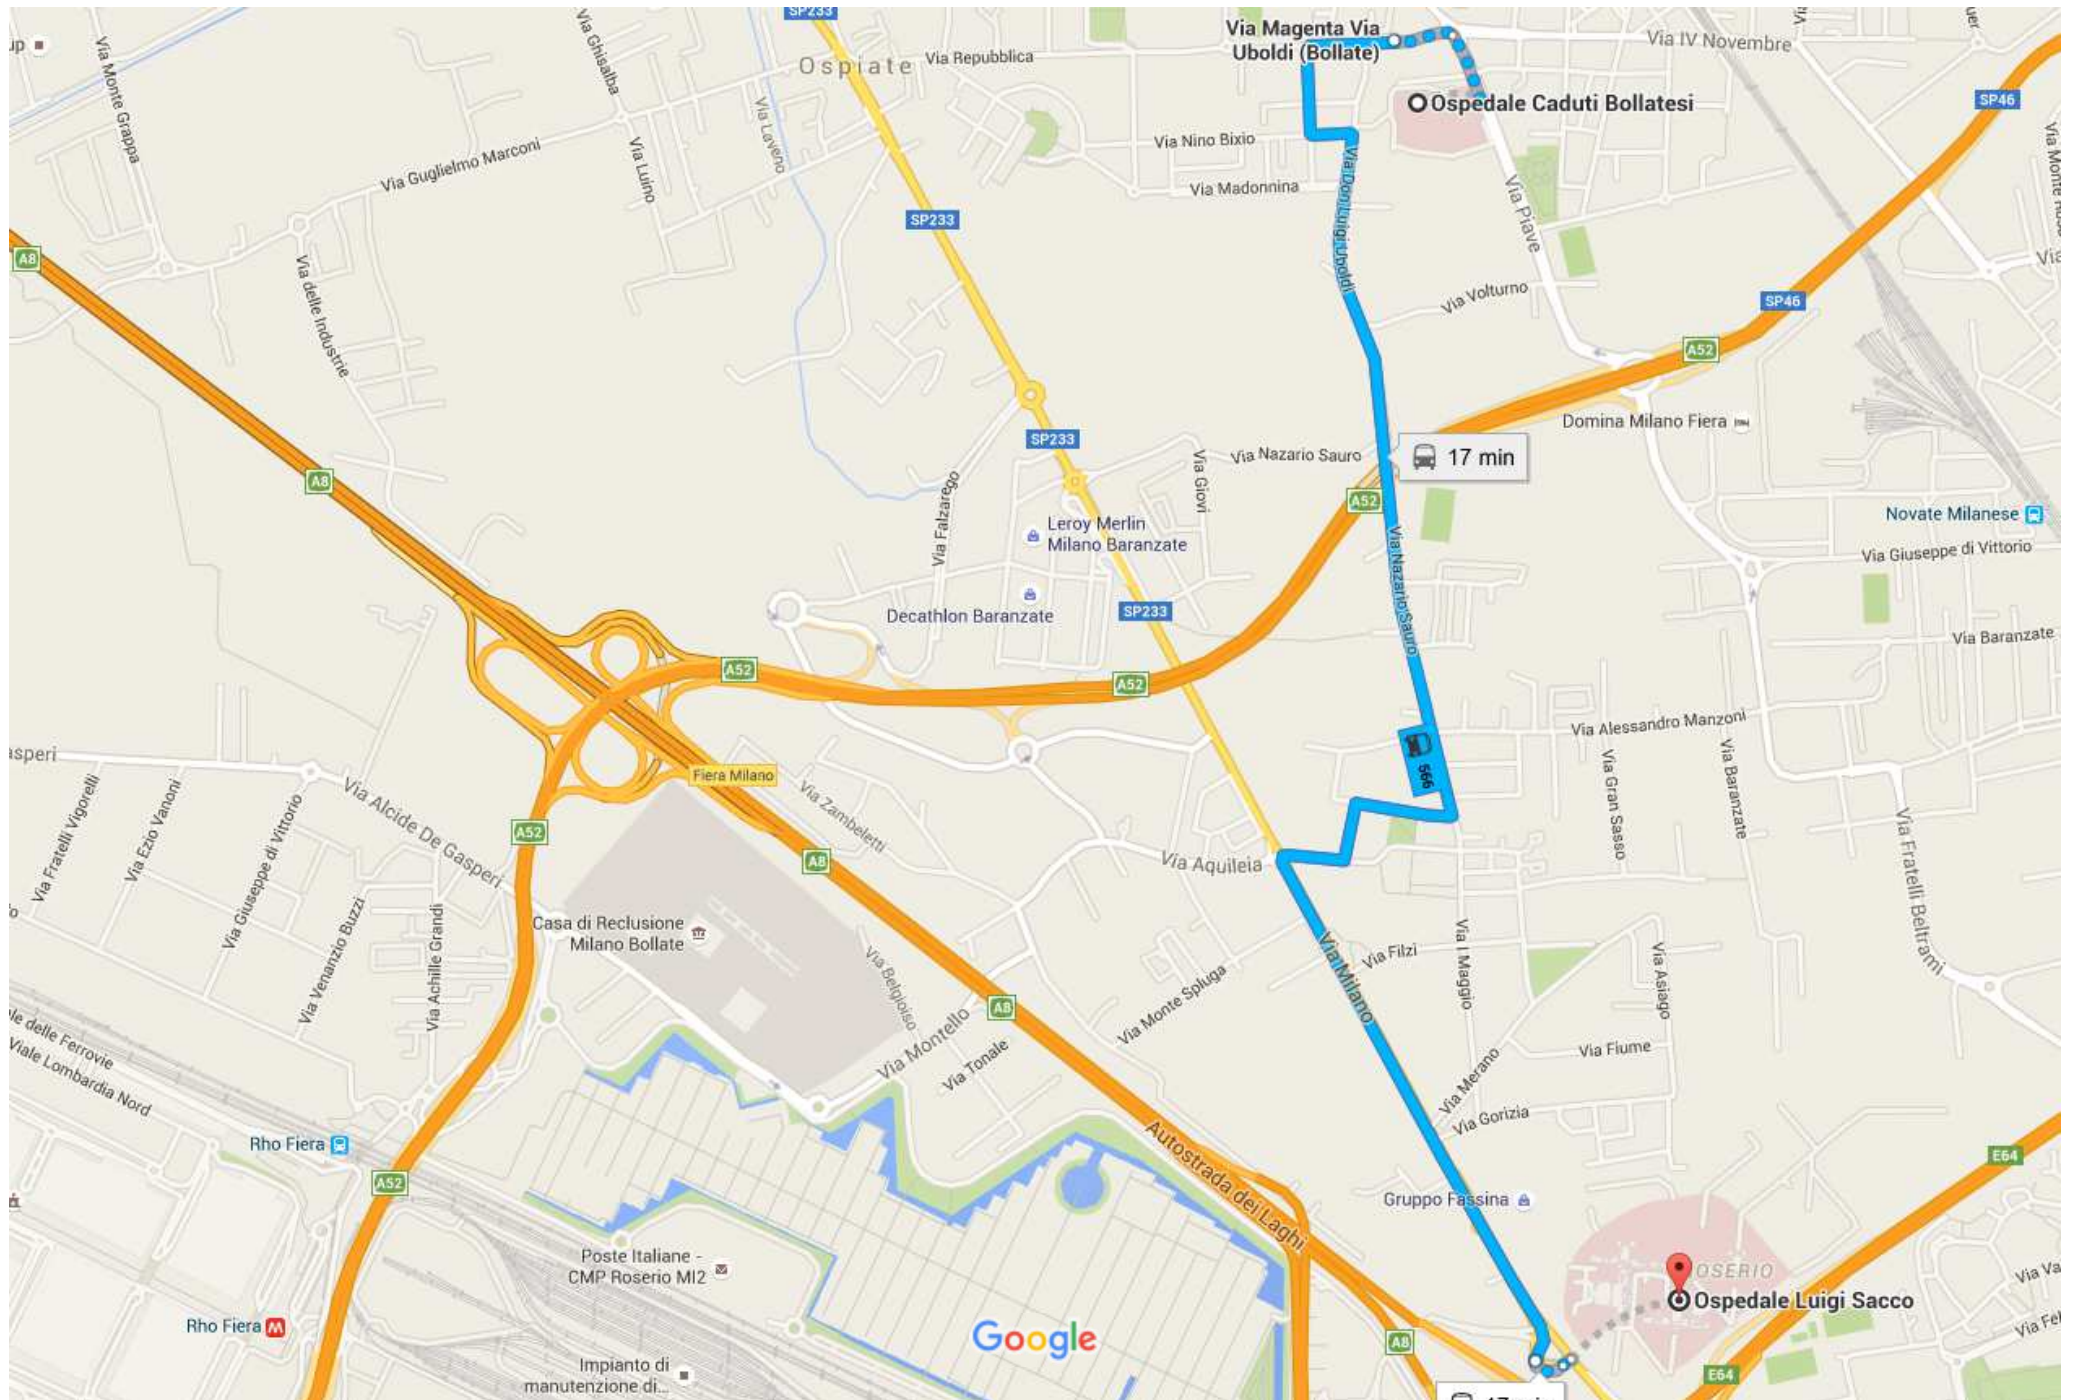 SP233
Via Magenta Via
Uboldi (Bollate)
Via IV Novembre
Via Ghisalba
Via Monte Grappa
Ospiate
Via Repubblica
Ospedale Caduti Bollatesi
SP46
Via Laveno
Via Luino
Via Guglielmo Marconi
Via Nino Bixio
Via Madonnina
Via Don Luigi Uboldi
Via Piave
SP233
A8
Via delle Industrie
Via Volturno
SP46
A52
SP233
Domina Milano Fiera
Via Nazario Sauro
17 min
Via Giovi
A8
A52
Via Falzarego
Leroy Merlin
Milano Baranzate
Novate Milanese
Via Giuseppe di Vittorio
Via Nazario Sauro
Decathlon Baranzate
SP233
Via Baranzate
A52
A52
Via Alessandro Manzoni
566
Via Gran Sasso
Via Baranzate
Fiera Milano
Via Zambeletti
Via Alcide De Gasperi
Via Fratelli Vigorelli
Via Ezio Vanoni
Via Giuseppe di Vittorio
A52
A8
Via Aquileia
Via Fratelli Beltrami
Via Venanzio Buzzi
Via Achille Grandi
Casa di Reclusione
Milano Bollate
Via Belgioiso
Via Milano
Via Filzi
Via I Maggio
Via Asiago
Via Monte Spluga
A8
Via Montello
Via Tonale
Via Fiume
Via Merano
Via Gorizia
le delle Ferrovie
Viale Lombardia Nord
Rho Fiera
A52
Autostrada dei Laghi
E64
Gruppo Fassina
Poste Italiane -
CMP Roserio MI2
OSERIO
Ospedale Luigi Sacco
Rho Fiera
Google
A8
Impianto di
manutenzione di...
E64